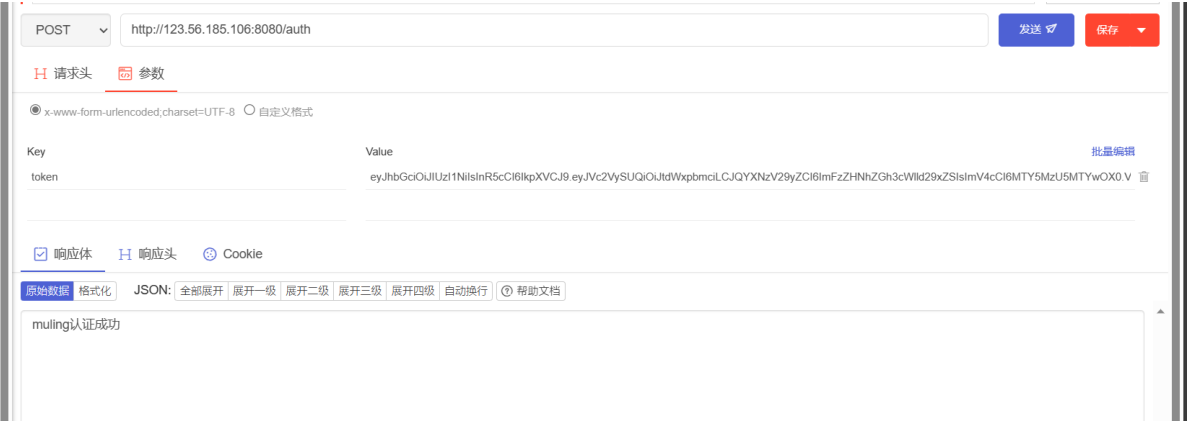 POST http://123.56.185.106:8080/auth 发送 保存
请求头 参数
x-www-form-urlencoded;charset=UTF-8 自定义格式
Key Value 批量编辑
token eyJhbGciOiJIUzI1NiIsInR5cCI6IkpXVCJ9.eyJVc2VySUQiOiJtdWxpbmciLCJQYXNzV29yZCI6ImFzZHNhZGh3cWlld29xZSIsImV4cCI6MTY5MzU5MTYwOX0.V
响应体 响应头 Cookie
原始数据 格式化 JSON: 全部展开 展开一级 展开二级 展开三级 展开四级 自动换行 帮助文档
muling认证成功